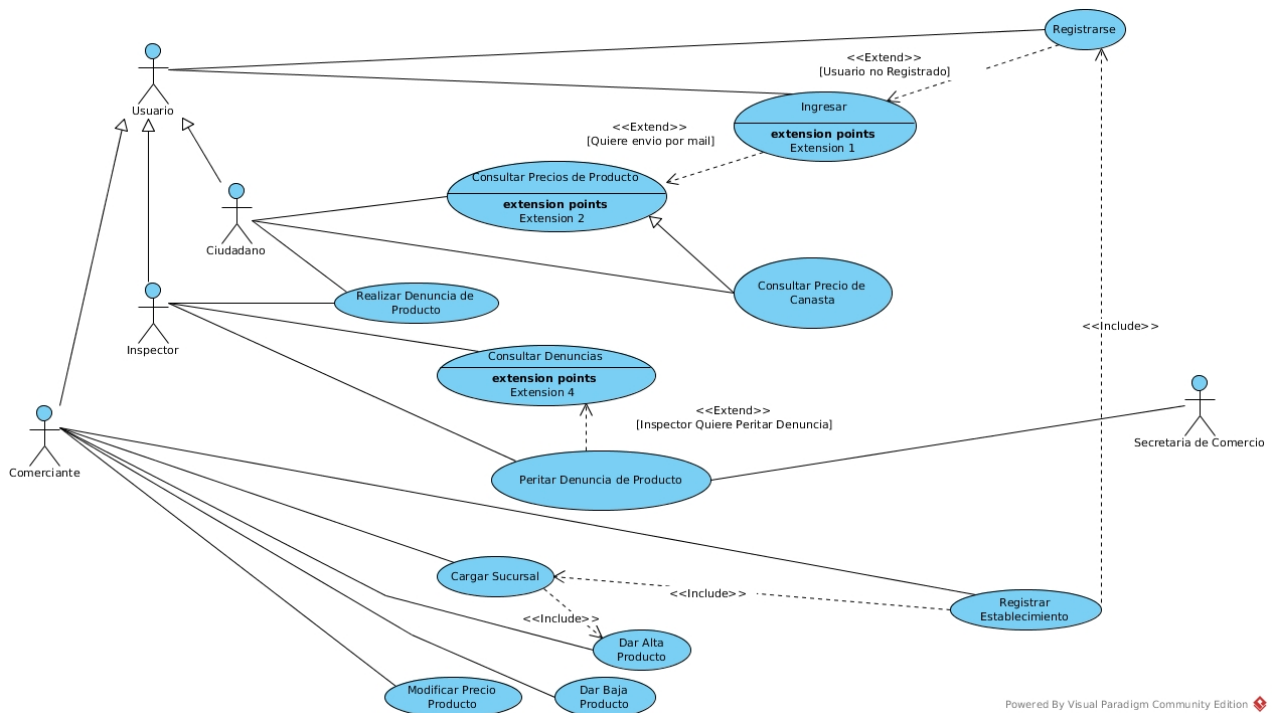 Registrarse
<<Extend>>
[Usuario no Registrado]
Usuario
Ingresar
extension points
Extension 1
<<Extend>>
[Quiere envio por mail]
Consultar Precios de Producto
extension points
Extension 2
Ciudadano
Consultar Precio de
Canasta
Realizar Denuncia de
Producto
Inspector
<<Include>>
Consultar Denuncias
extension points
Extension 4
<<Extend>>
[Inspector Quiere Peritar Denuncia]
Secretaria de Comercio
Comerciante
Peritar Denuncia de Producto
Cargar Sucursal
<<Include>>
Registrar
Establecimiento
<<Include>>
Dar Alta
Producto
Modificar Precio
Producto
Dar Baja
Producto
Powered By Visual Paradigm Community Edition